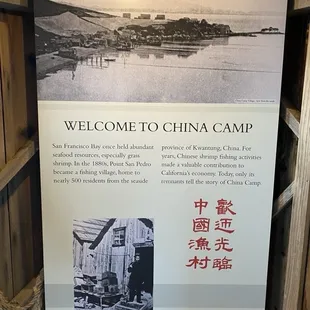 WELCOME TO CHINA CAMP
San Francisco Bay once held abundant
seafood resources, especially grass
shrimp. In the 1880s, Point San Pedro
became a fishing village, home to
nearly 500 residents from the seaside
province of Kwantung, China. For
years, Chinese shrimp fishing activities
made a valuable contribution to
California's economy. Today, only its
remnants tell the story of China Camp
歡迎光臨
中國漁村